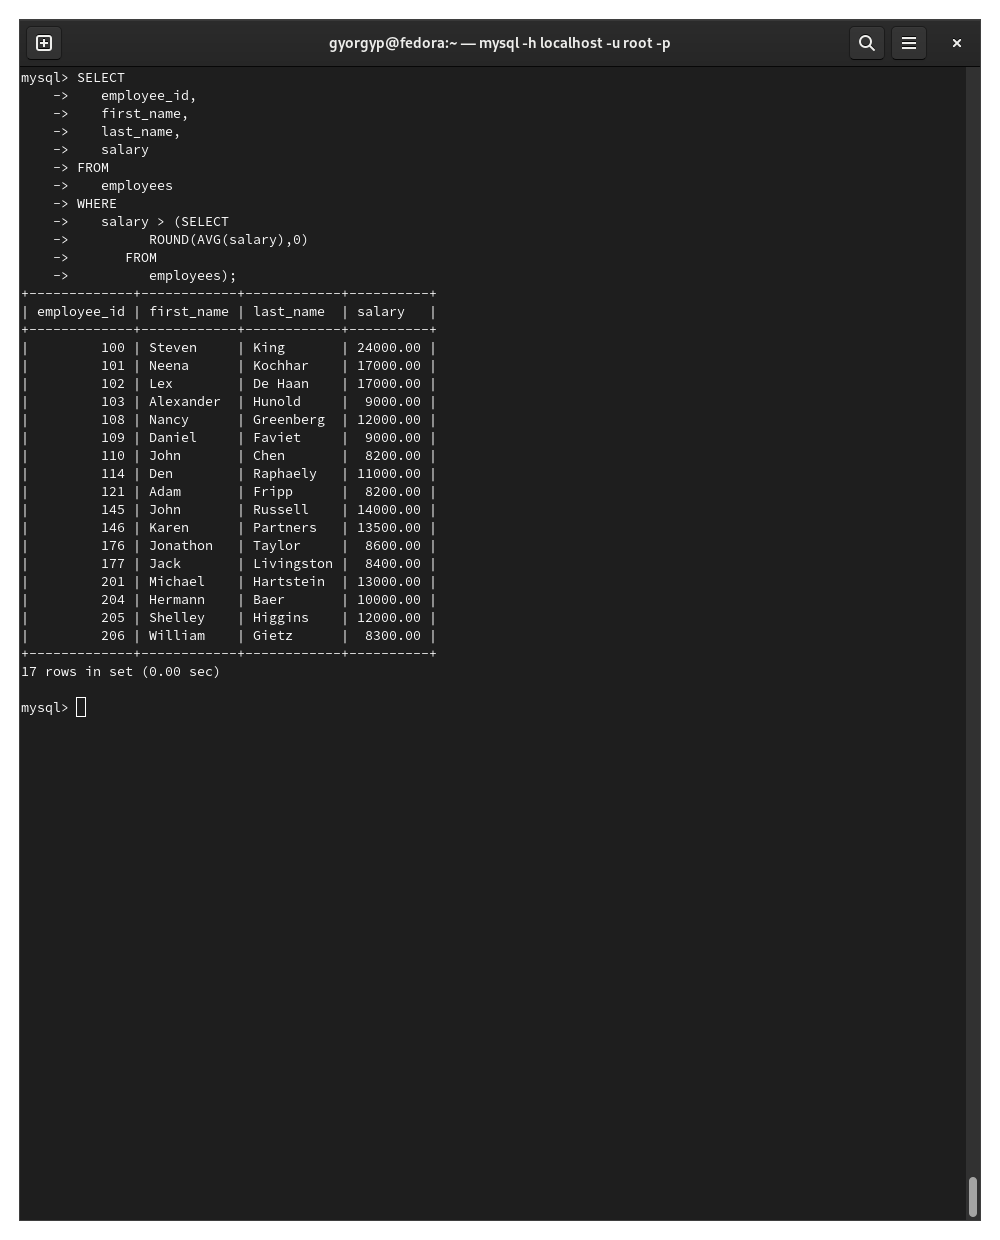 gyorgyp@fedora:~ — mysql -h localhost -u root -p
mysql> SELECT
    ->    employee_id,
    ->    first_name,
    ->    last_name,
    ->    salary
    -> FROM
    ->    employees
    -> WHERE
    ->    salary > (SELECT
    ->          ROUND(AVG(salary),0)
    ->       FROM
    ->          employees);
+-------------+------------+------------+----------+
| employee_id | first_name | last_name  | salary   |
+-------------+------------+------------+----------+
|         100 | Steven     | King       | 24000.00 |
|         101 | Neena      | Kochhar    | 17000.00 |
|         102 | Lex        | De Haan    | 17000.00 |
|         103 | Alexander  | Hunold     |  9000.00 |
|         108 | Nancy      | Greenberg  | 12000.00 |
|         109 | Daniel     | Faviet     |  9000.00 |
|         110 | John       | Chen       |  8200.00 |
|         114 | Den        | Raphaely   | 11000.00 |
|         121 | Adam       | Fripp      |  8200.00 |
|         145 | John       | Russell    | 14000.00 |
|         146 | Karen      | Partners   | 13500.00 |
|         176 | Jonathon   | Taylor     |  8600.00 |
|         177 | Jack       | Livingston |  8400.00 |
|         201 | Michael    | Hartstein  | 13000.00 |
|         204 | Hermann    | Baer       | 10000.00 |
|         205 | Shelley    | Higgins    | 12000.00 |
|         206 | William    | Gietz      |  8300.00 |
+-------------+------------+------------+----------+
17 rows in set (0.00 sec)
mysql>